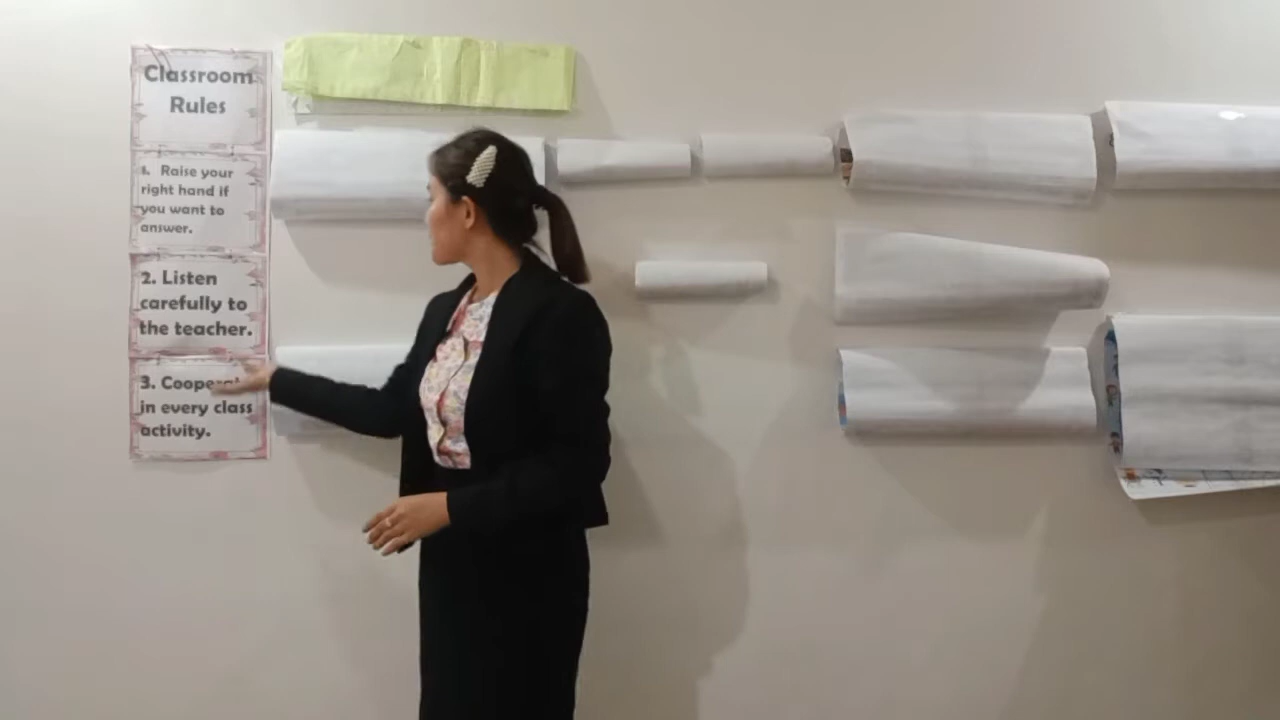 Classroom
Rules
1. Raise your
right hand if
you want to
answer.
2. Listen
carefully to
the teacher.
3.
in every class
activity.